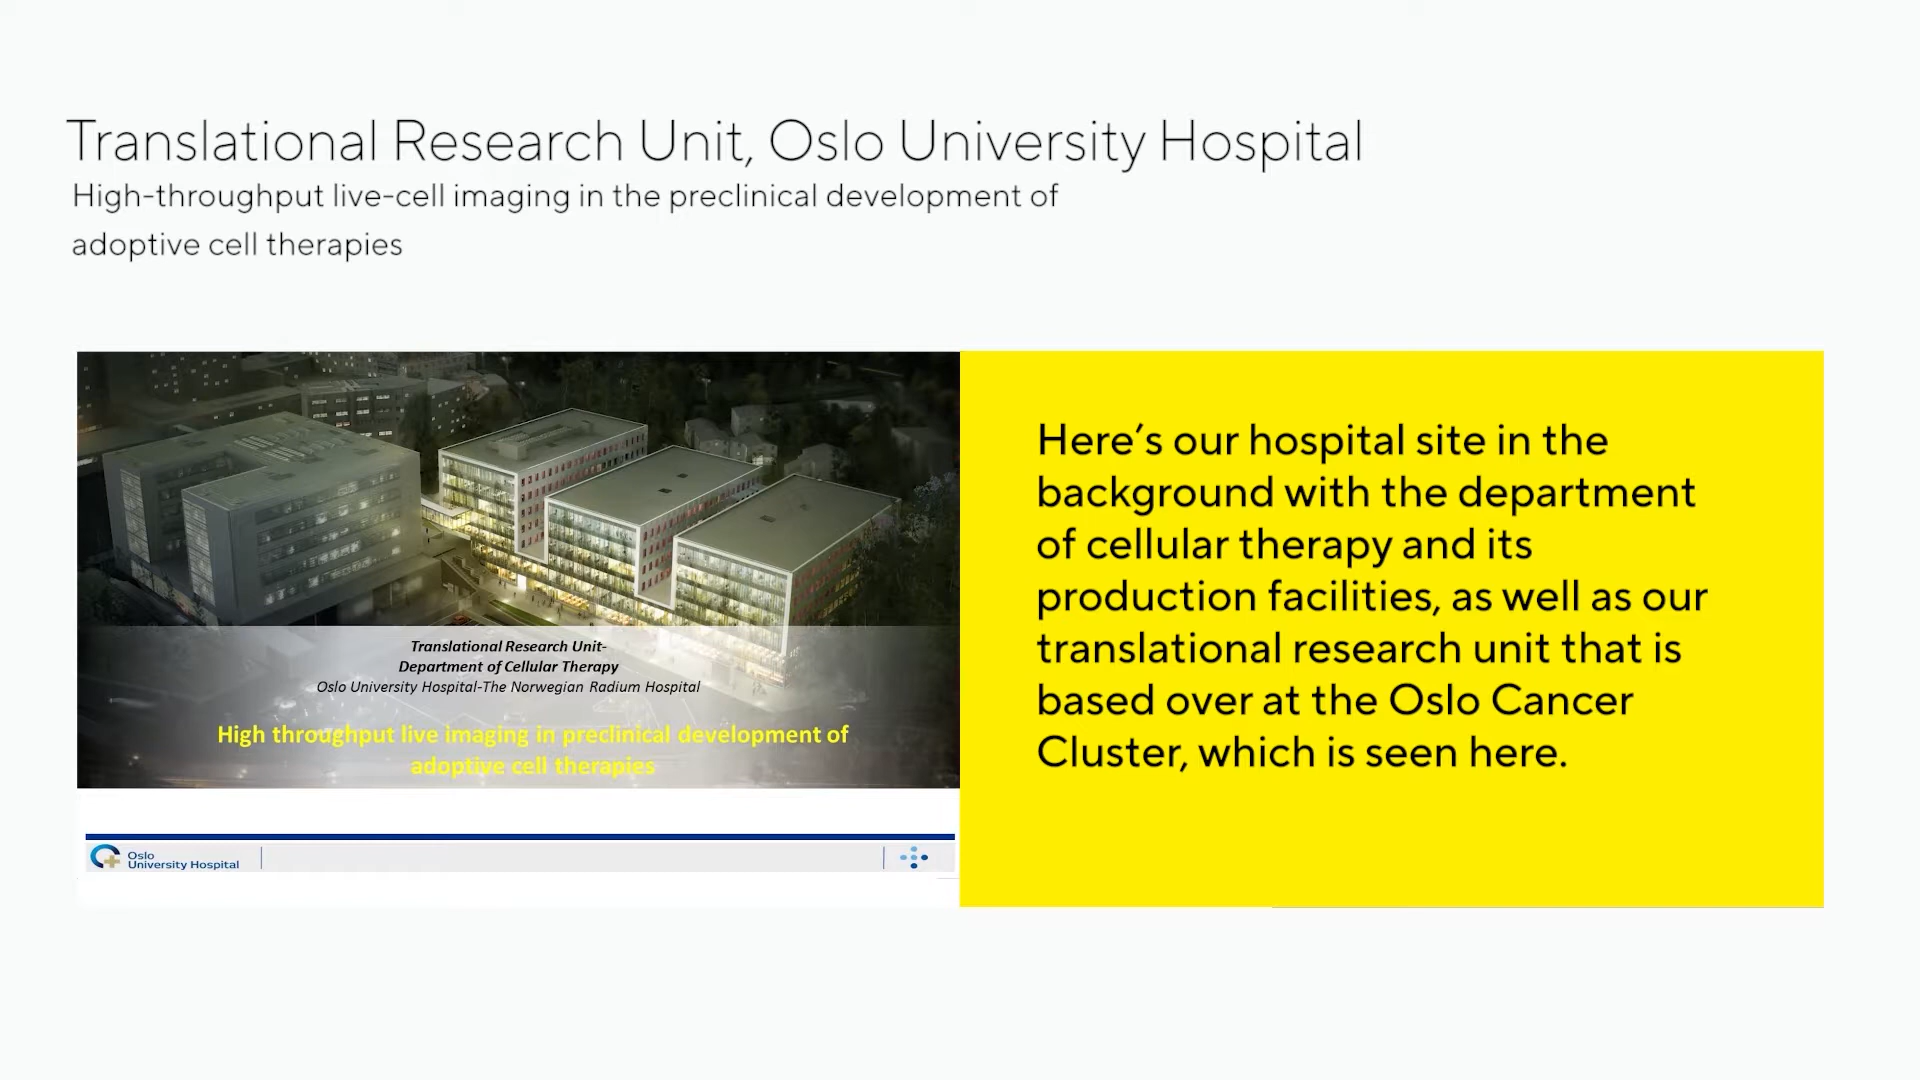 Translational Research Unit, Oslo University Hospital
High-throughput live-cell imaging in the preclinical development of
adoptive cell therapies
Translational Research Unit-
Department of Cellular Therapy
Oslo University Hospital-The Norwegian Radium Hospital
High throughput live imaging in preclinical development of
adoptive cell therapies
Oslo
University Hospital
Here’s our hospital site in the
background with the department
of cellular therapy and its
production facilities, as well as our
translational research unit that is
based over at the Oslo Cancer
Cluster, which is seen here.